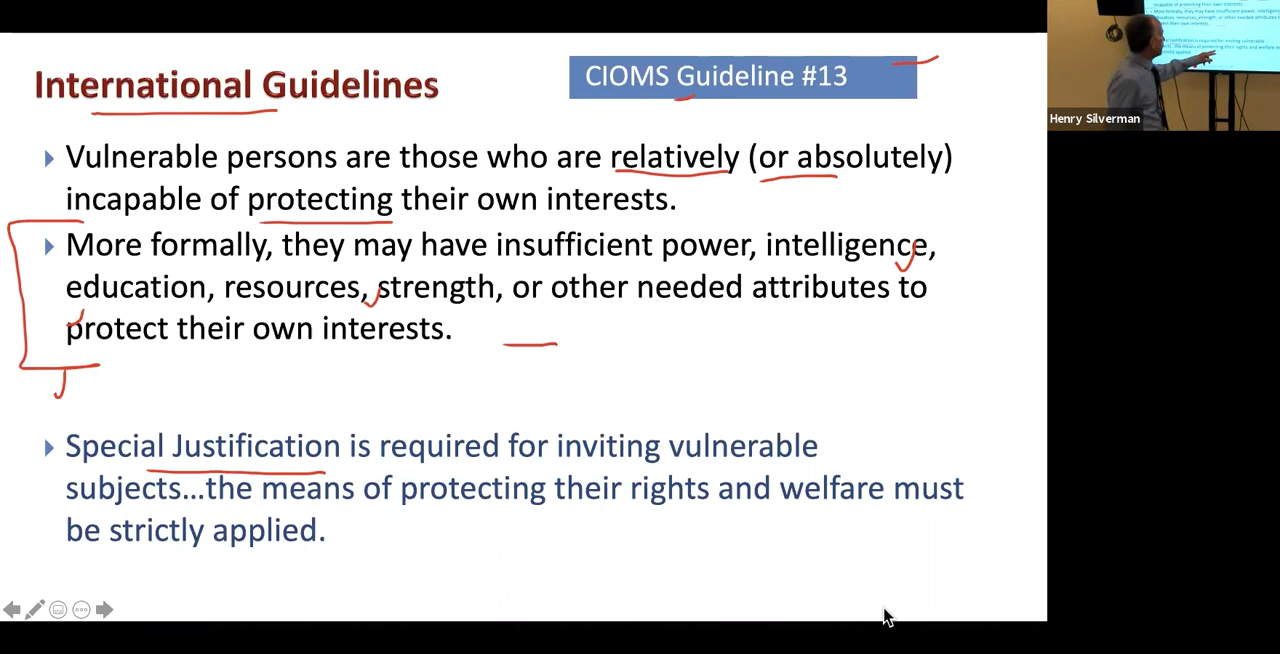 International Guidelines
CIOMS Guideline #13
Vulnerable persons are those who are relatively (or absolutely)
incapable of protecting their own interests.
More formally, they may have insufficient power, intelligence,
education, resources, strength, or other needed attributes to
protect their own interests.
Special Justification is required for inviting vulnerable
subjects...the means of protecting their rights and welfare must
be strictly applied.
Henry Silverman